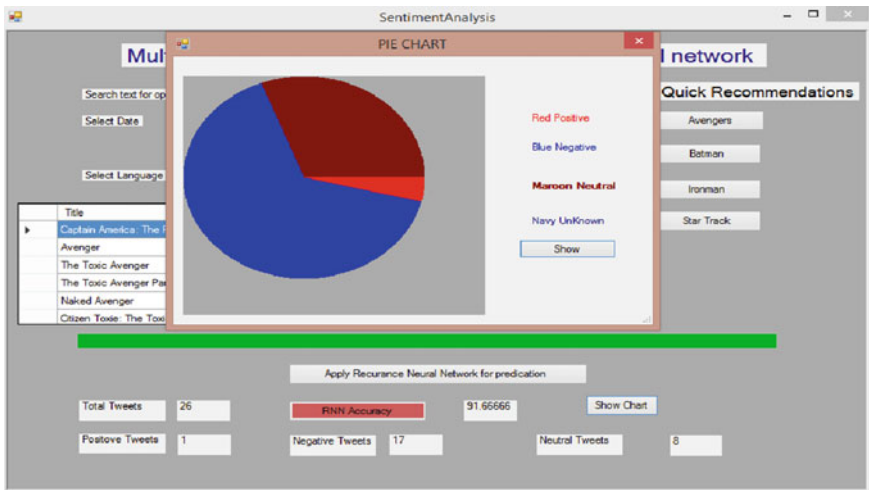 SentimentAnalysis
PIE CHART
Mul
l network
Search text for op
Quick Recommendations
Select Date
Avengers
Batman
Select Language
Ironman
Star Track
Red Positive
Blue Negative
Maroon Neutral
Navy UnKnown
Show
Title
Captain America: The F
Avenger
The Toxic Avenger
The Toxic Avenger Par
Naked Avenger
Citizen Toxie: The Toxi
Apply Recurance Neural Network for predication
Total Tweets 26 RNN Accuracy 91.66666 Show Chart
Postove Tweets 1 Negative Tweets 17 Neutral Tweets 8